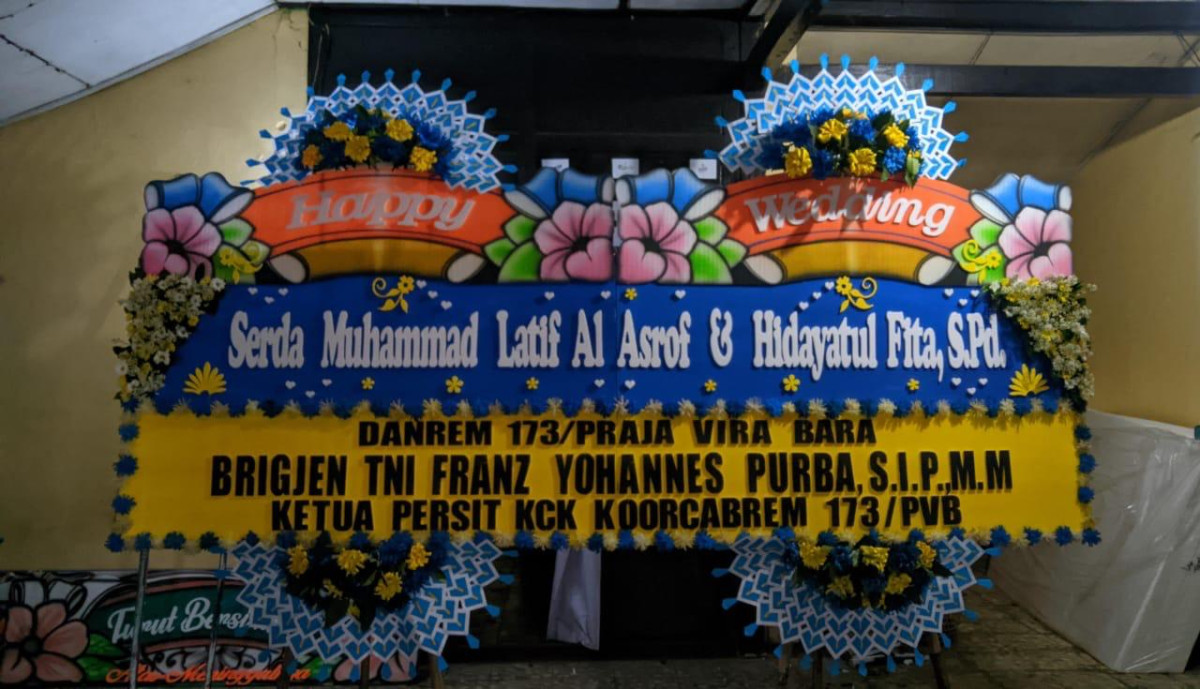 Happy Wedding
Serda Muhammad Latif Al Asrof & Hidayatul Fita, S.Pd.
DANREM 173/PRAJA VIRA BARA
BRIGJEN TNI FRANZ YOHANNES PURBA, S.I.P.,M.M
KETUA PERSIT KCK KOORCABREM 173/PVB
Turut